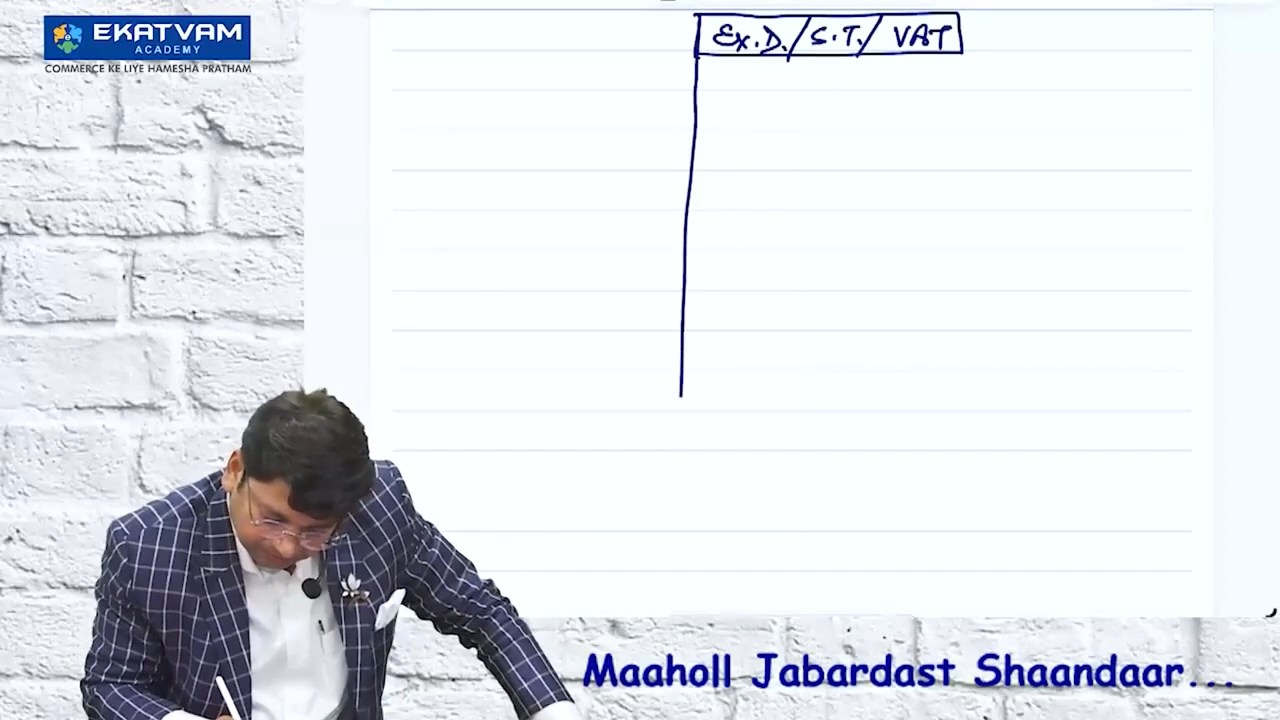 EKATVAM
ACADEMY
COMMERCE KE LIYE HAMESHA PRATHAM
Ex.D./S.T./VAT
Maaholl Jabardast Shaandaar...